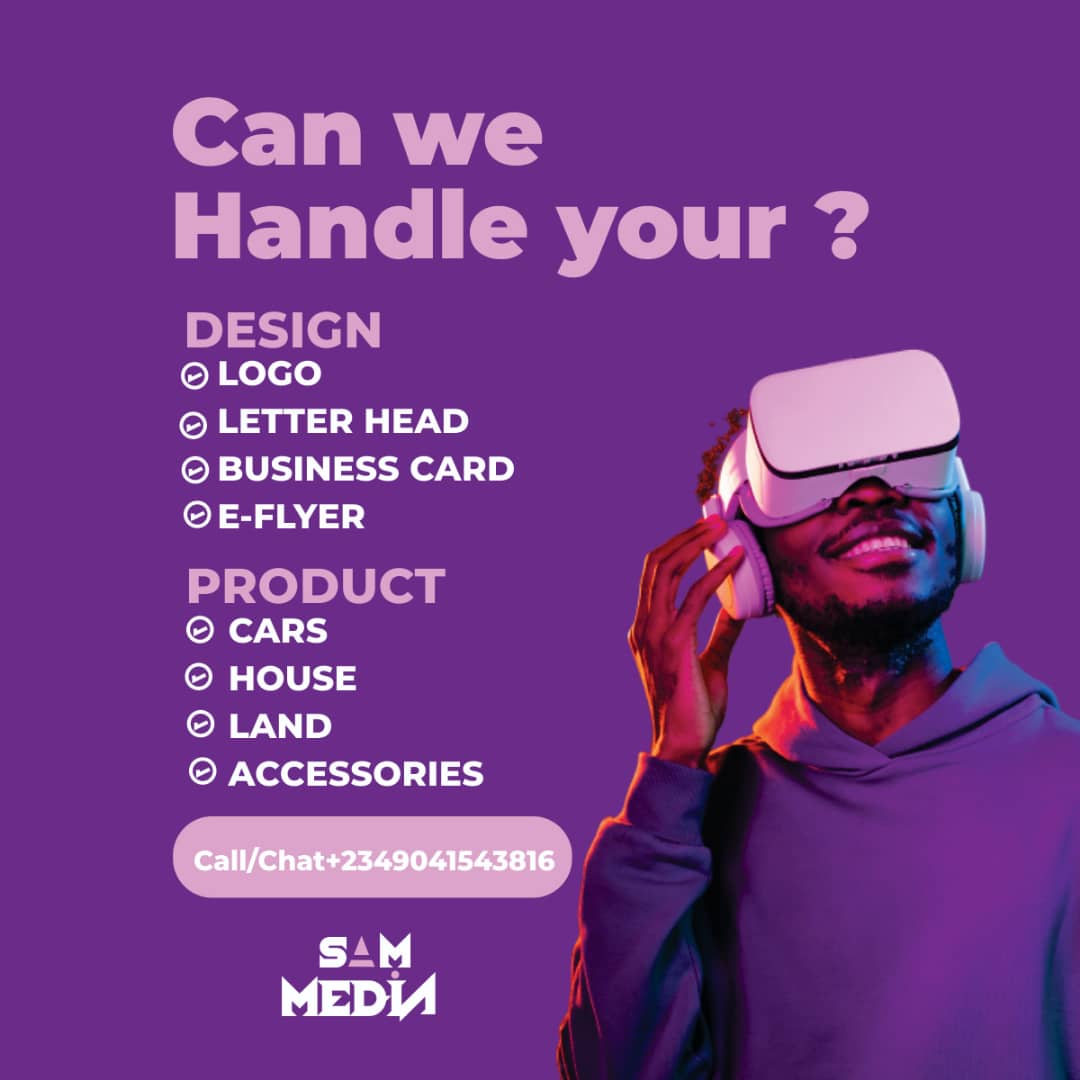 Can we
Handle your ?
DESIGN
LOGO
LETTER HEAD
BUSINESS CARD
E-FLYER
PRODUCT
CARS
HOUSE
LAND
ACCESSORIES
Call/Chat+2349041543816
SAM
MEDIA